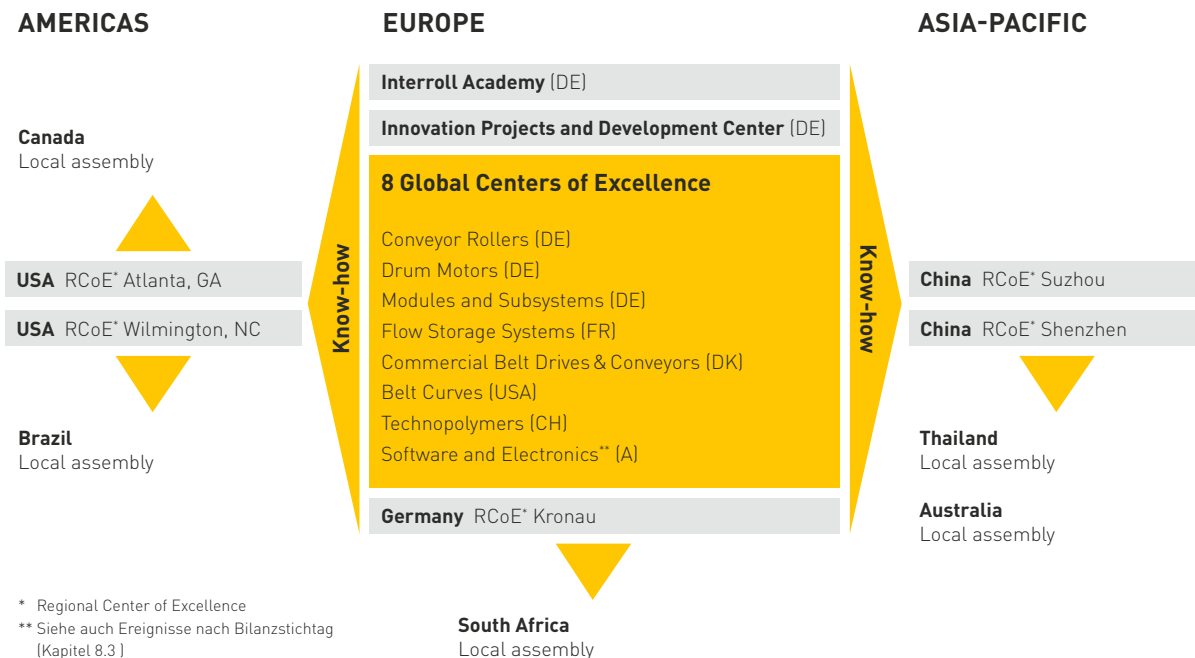 AMERICAS
Canada
Local assembly
USA RCoE* Atlanta, GA
USA RCoE* Wilmington, NC
Brazil
Local assembly
EUROPE
Interroll Academy (DE)
Innovation Projects and Development Center (DE)
Know-how
8 Global Centers of Excellence
Conveyor Rollers (DE)
Drum Motors (DE)
Modules and Subsystems (DE)
Flow Storage Systems (FR)
Commercial Belt Drives & Conveyors (DK)
Belt Curves (USA)
Technopolymers (CH)
Software and Electronics** (A)
Know-how
Germany RCoE* Kronau
South Africa
Local assembly
ASIA-PACIFIC
China RCoE* Suzhou
China RCoE* Shenzhen
Thailand
Local assembly
Australia
Local assembly
* Regional Center of Excellence
** Siehe auch Ereignisse nach Bilanzstichtag
(Kapitel 8.3 )